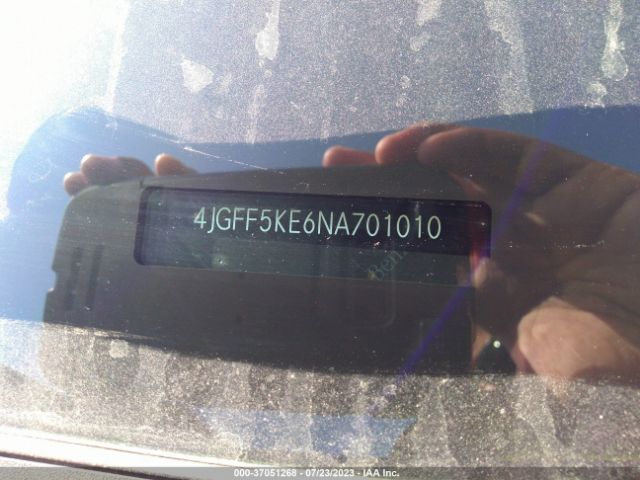 4JGFF5KE6NA701010
000-37051268 - 07/23/2023 - IAA Inc.